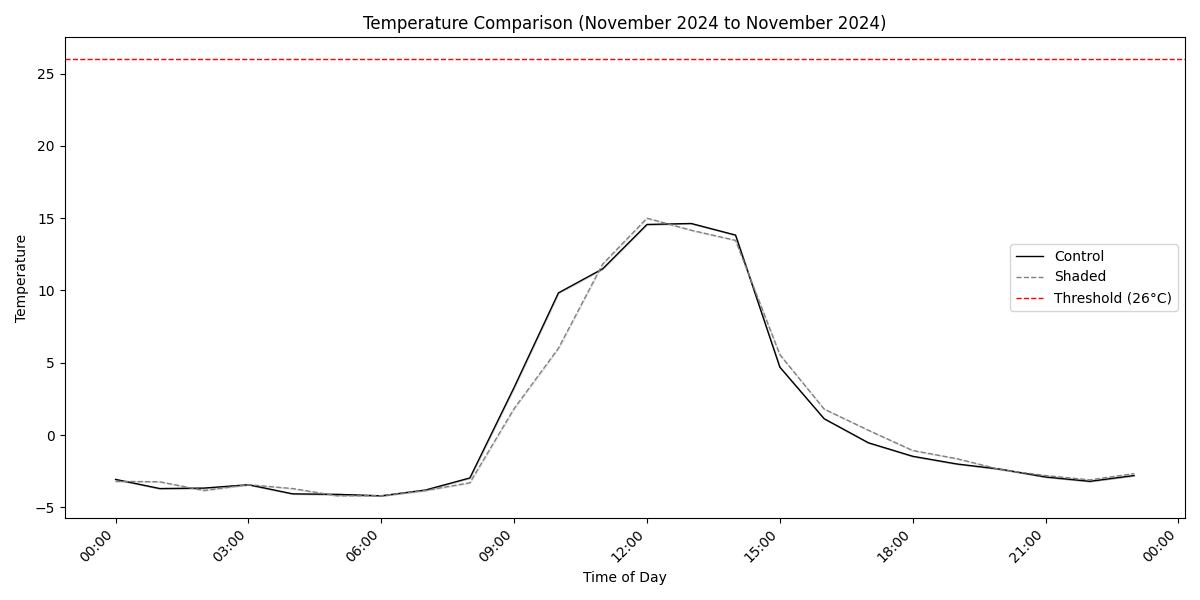 Temperature Comparison (November 2024 to November 2024)
25
20
15
10
5
0
−5
Temperature
Control
Shaded
Threshold (26°C)
00:00
03:00
06:00
09:00
12:00
15:00
18:00
21:00
00:00
Time of Day